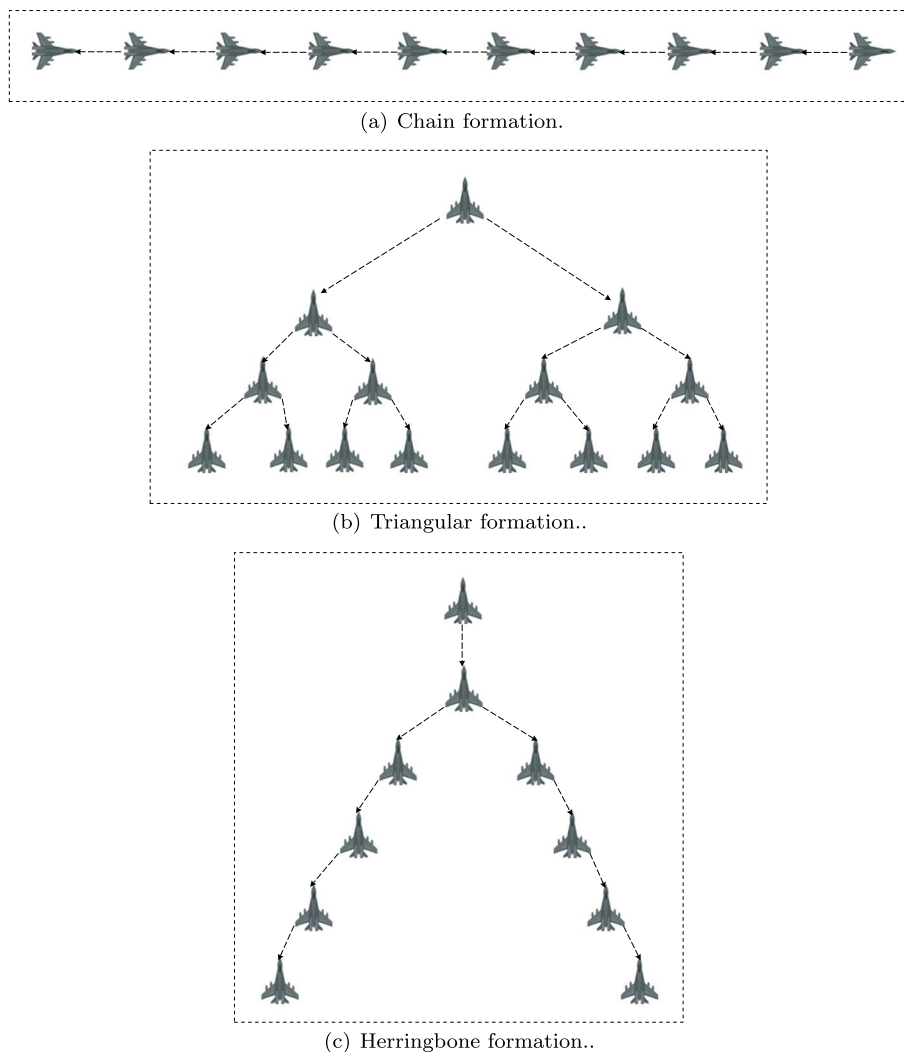 (a) Chain formation.
(b) Triangular formation..
(c) Herringbone formation..